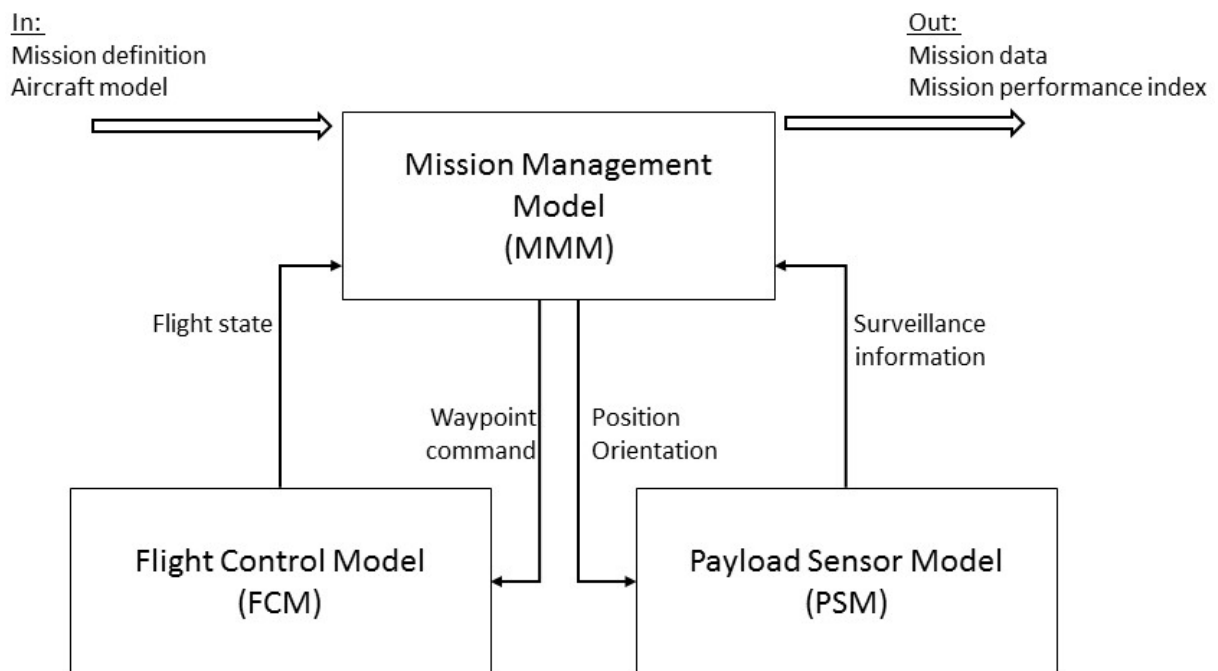 In:
Mission definition
Aircraft model
Out:
Mission data
Mission performance index
Mission Management
Model
(MMM)
Flight state
Surveillance
information
Waypoint
command
Position
Orientation
Flight Control Model
(FCM)
Payload Sensor Model
(PSM)